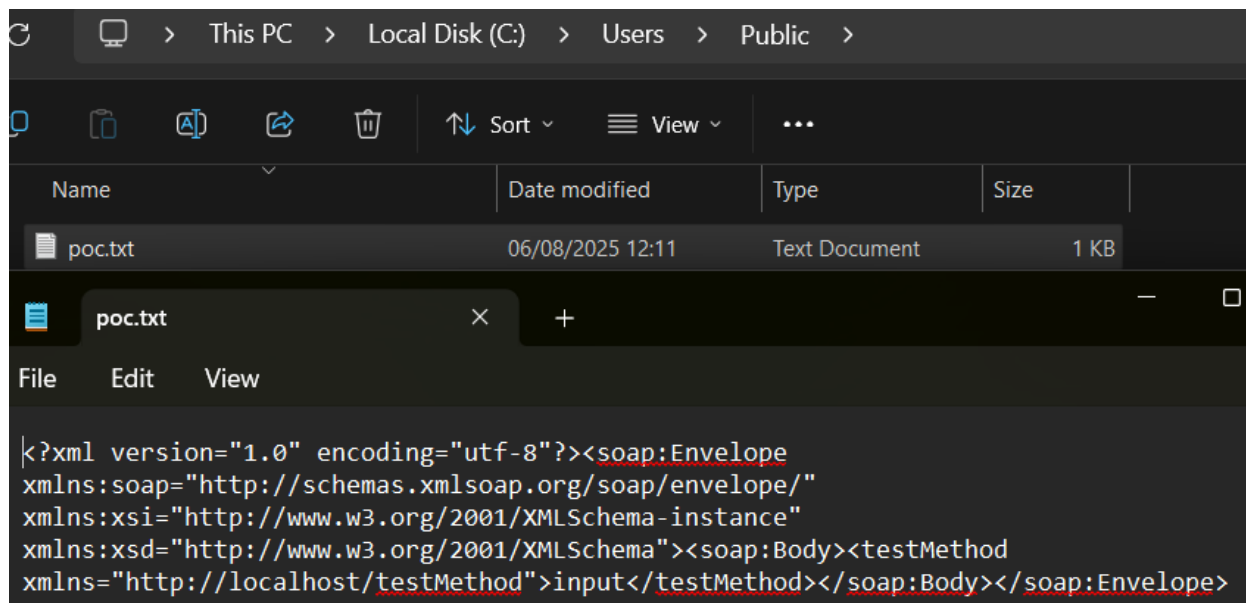 This PC > Local Disk (C:) > Users > Public >
Sort View
Name Date modified Type Size
poc.txt 06/08/2025 12:11 Text Document 1 KB
poc.txt
File Edit View
<?xml version="1.0" encoding="utf-8"?><soap:Envelope
xmlns:soap="http://schemas.xmlsoap.org/soap/envelope/"
xmlns:xsi="http://www.w3.org/2001/XMLSchema-instance"
xmlns:xsd="http://www.w3.org/2001/XMLSchema"><soap:Body><testMethod
xmlns="http://localhost/testMethod">input</testMethod></soap:Body></soap:Envelope>